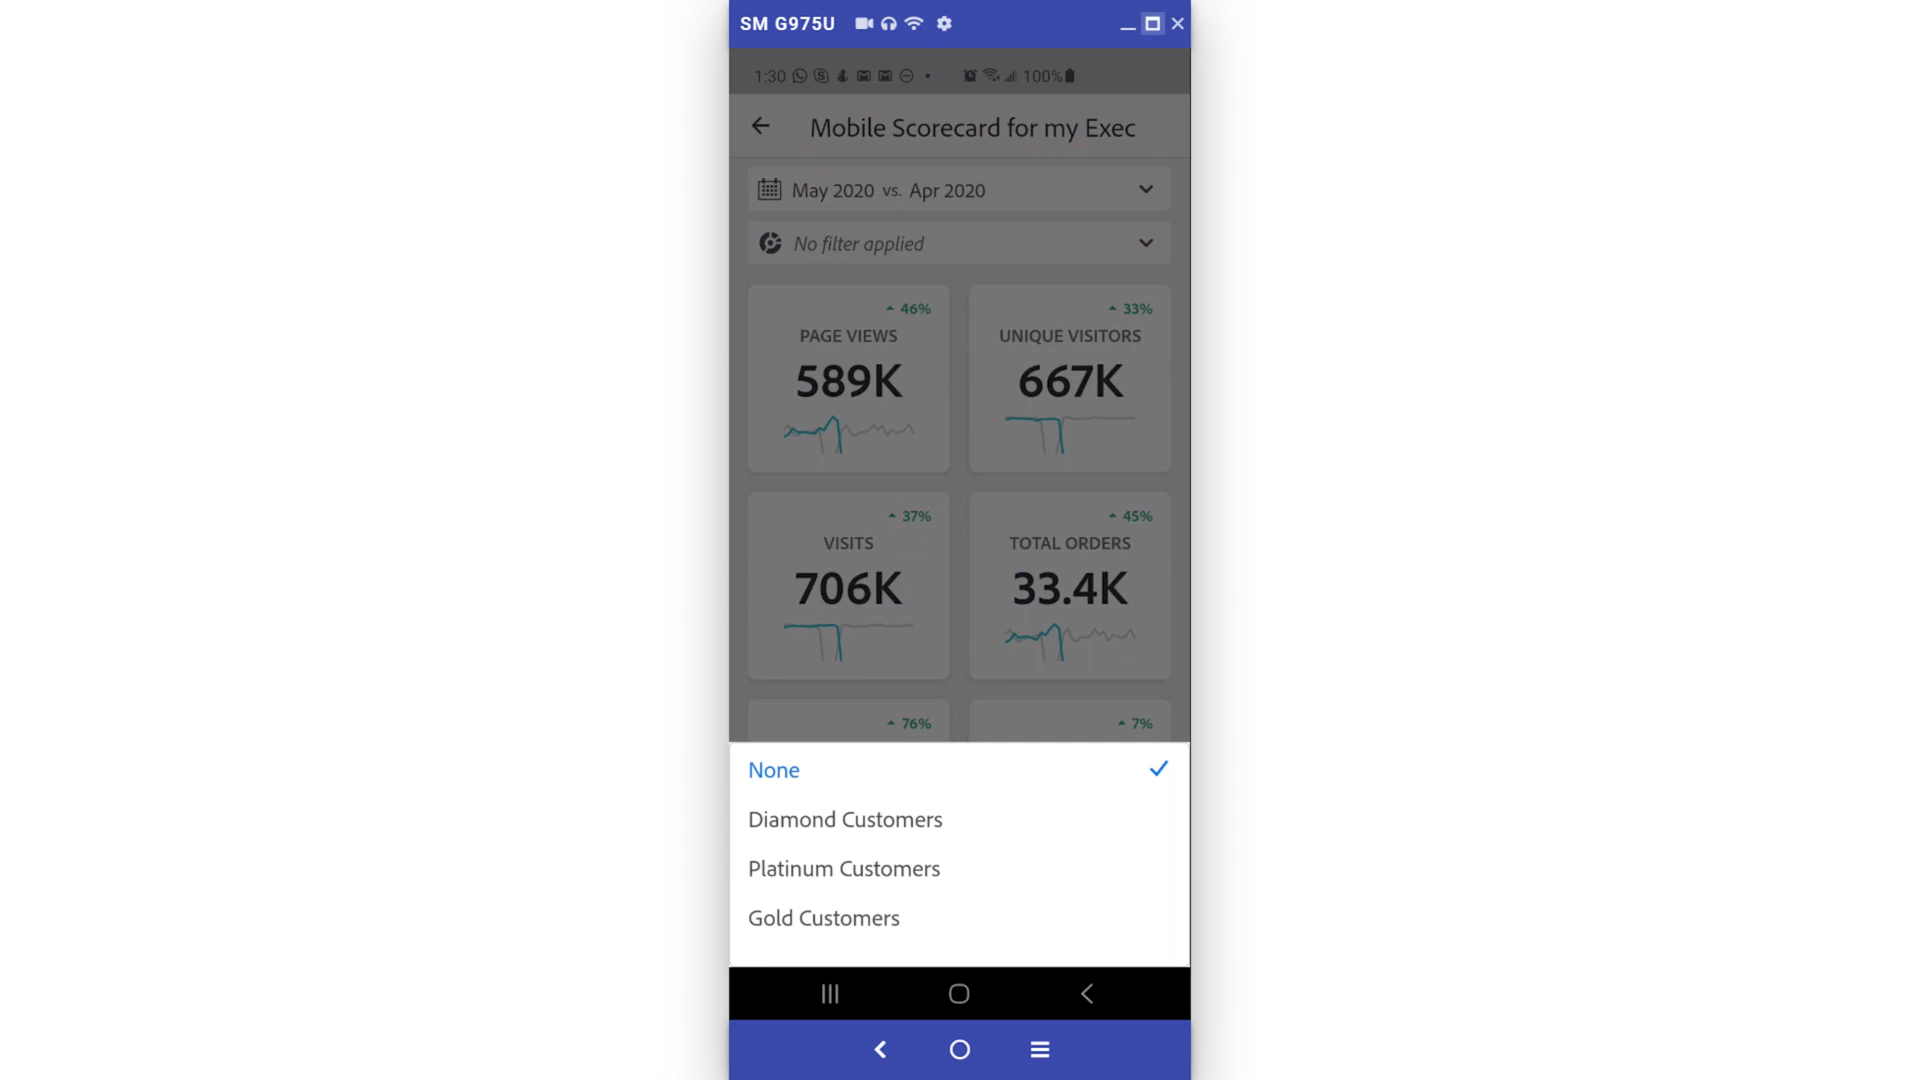 SM G975U
1:30 100%
Mobile Scorecard for my Exec
May 2020 vs. Apr 2020
No filter applied
46% 33%
PAGE VIEWS UNIQUE VISITORS
589K 667K
37% 45%
VISITS TOTAL ORDERS
706K 33.4K
76% 7%
None
Diamond Customers
Platinum Customers
Gold Customers